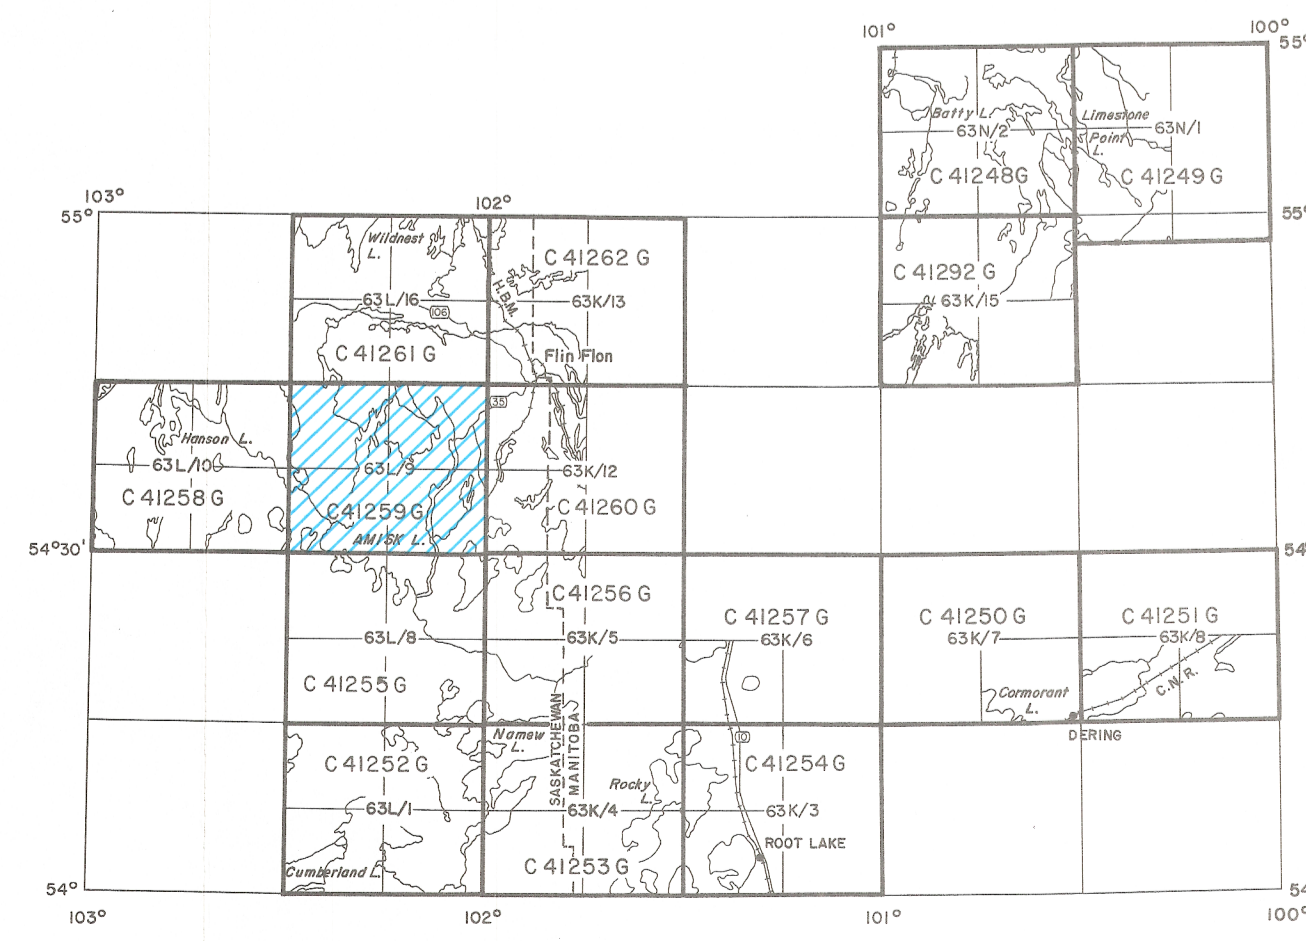 101° 100°
55°
Batty L. Limestone
63N/2 63N/1
Point
L.
C 41248G C 41249 G
103° 102°
55° 55°
Wildnest
L.
C 41262 G
C 41292 G
H.B.M.
63L/16 63K/13 63K/15
106
C 41261 G Flin Flon
35
Hanson L.
63L/10 63L/9 63K/12
C 41258 G C 41259G C 41260 G
AMISK L.
54°30' 54°
C 41256 G
C 41257 G C 41250 G C 41251 G
63L/8 63K/5 63K/6 63K/7 63K/8
C 41255 G
Cormorant
L.
C.N.R.
SASKATCHEWAN
MANITOBA
Namew
L.
10 DERING
C 41252 G C 41254 G
Rocky
L.
63L/1 63K/4 63K/3
ROOT LAKE
Cumberland L. C 41253 G
54° 54
103° 102° 101° 100°